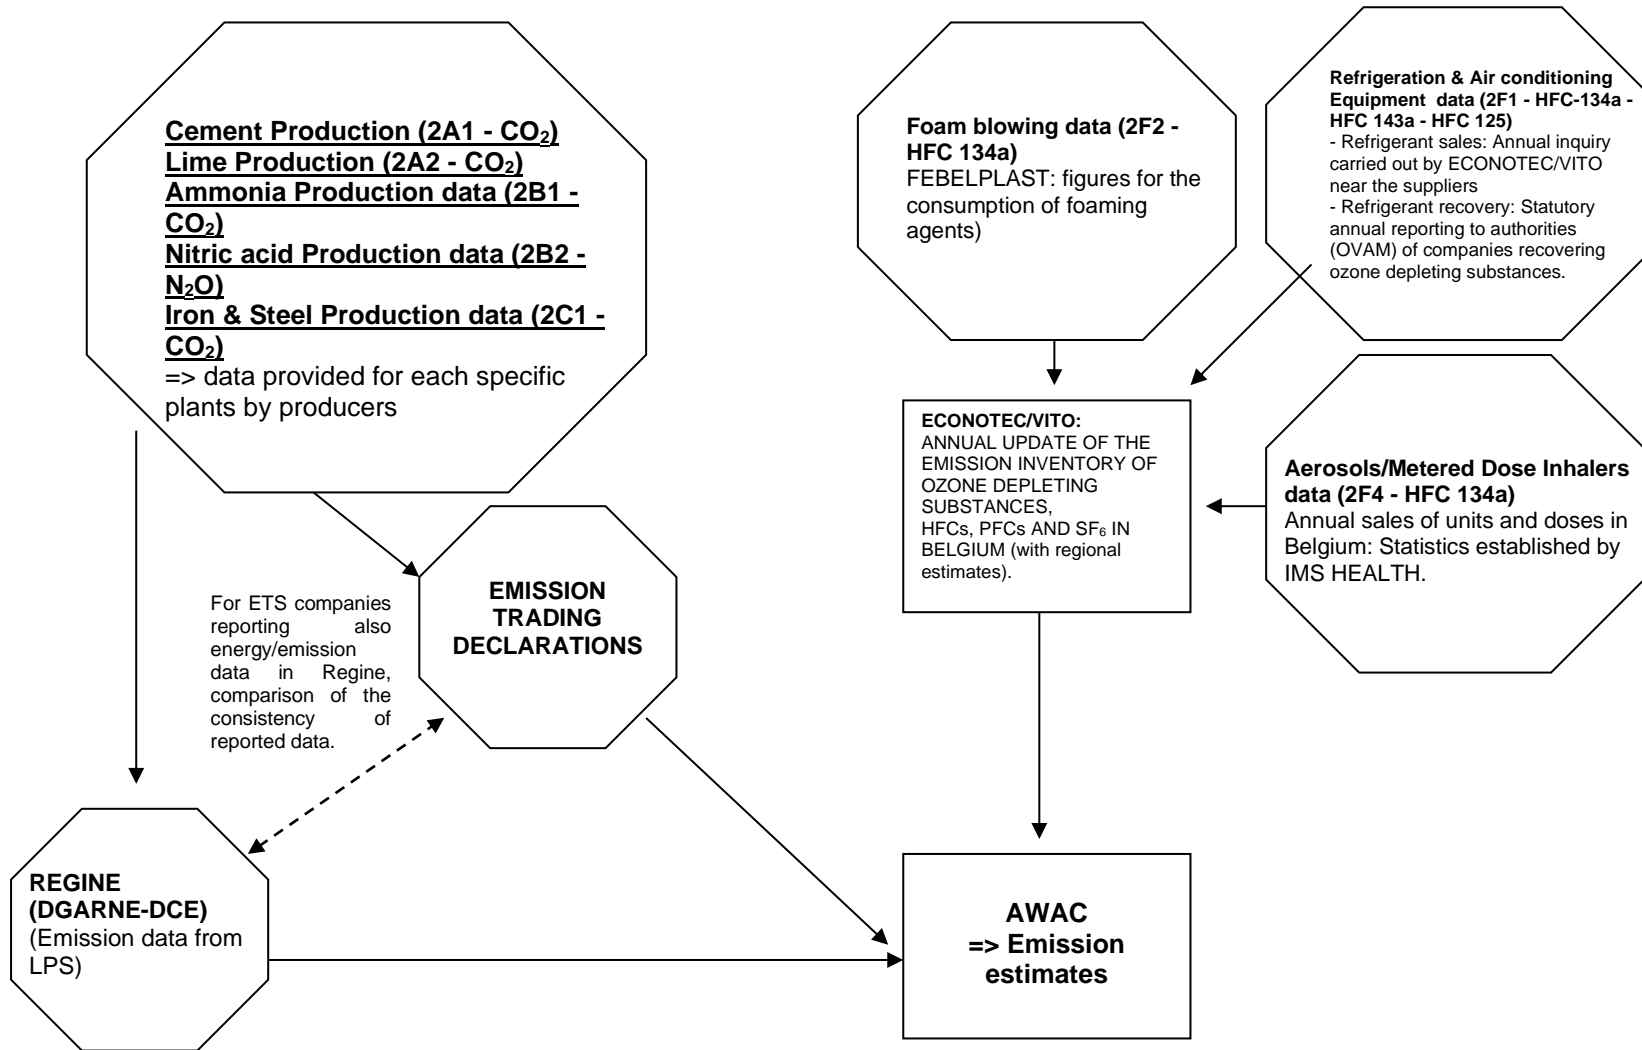 Cement Production (2A1 - CO₂)
Lime Production (2A2 - CO₂)
Ammonia Production data (2B1 -
CO₂)
Nitric acid Production data (2B2 -
N₂O)
Iron & Steel Production data (2C1 -
CO₂)
=> data provided for each specific
plants by producers
Foam blowing data (2F2 -
HFC 134a)
FEBELPLAST: figures for the
consumption of foaming
agents)
Refrigeration & Air conditioning
Equipment data (2F1 - HFC-134a -
HFC 143a - HFC 125)
- Refrigerant sales: Annual inquiry
carried out by ECONOTEC/VITO
near the suppliers
- Refrigerant recovery: Statutory
annual reporting to authorities
(OVAM) of companies recovering
ozone depleting substances.
ECONOTEC/VITO:
ANNUAL UPDATE OF THE
EMISSION INVENTORY OF
OZONE DEPLETING
SUBSTANCES,
HFCs, PFCs AND SF₆ IN
BELGIUM (with regional
estimates).
Aerosols/Metered Dose Inhalers
data (2F4 - HFC 134a)
Annual sales of units and doses in
Belgium: Statistics established by
IMS HEALTH.
For ETS companies
reporting also
energy/emission
data in Regine,
comparison of the
consistency of
reported data.
EMISSION
TRADING
DECLARATIONS
REGINE
(DGARNE-DCE)
(Emission data from
LPS)
AWAC
=> Emission
estimates